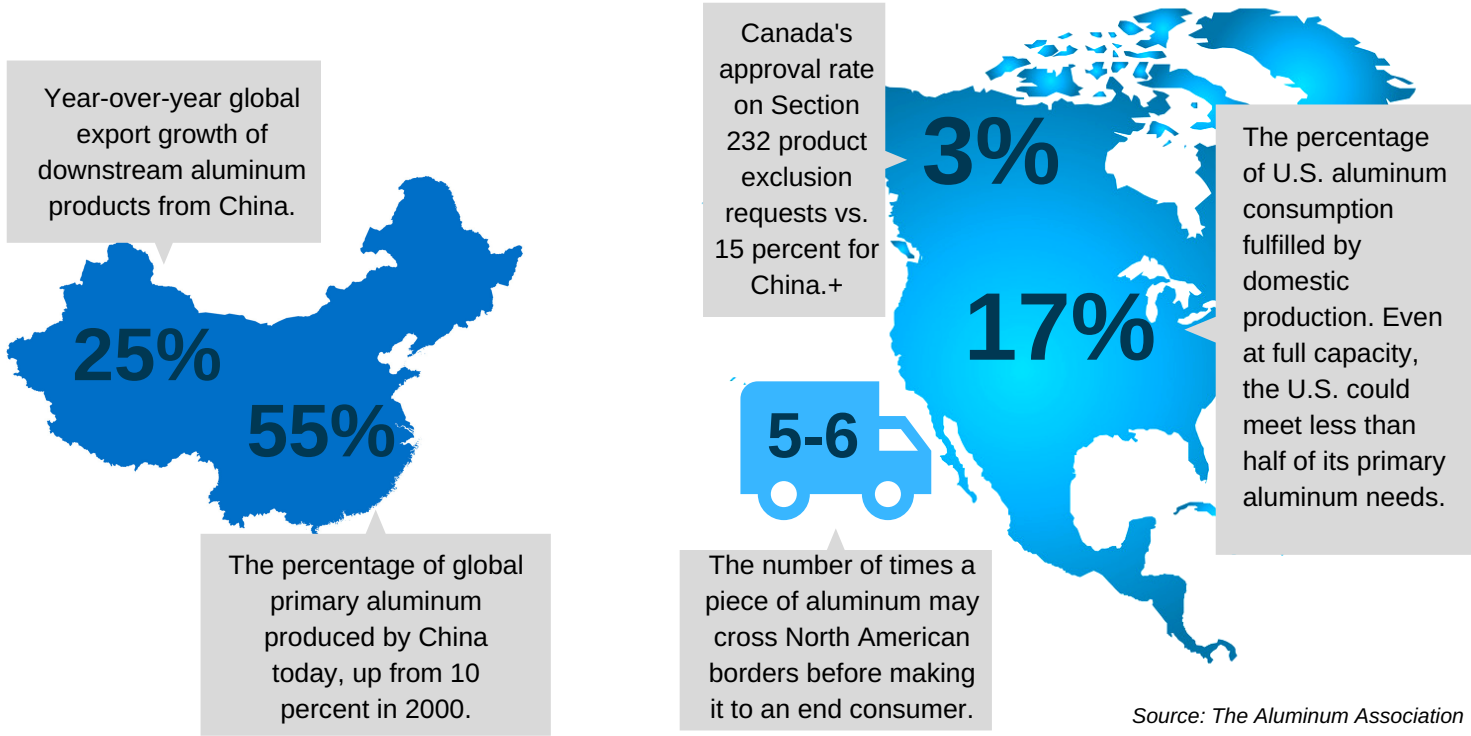 Year-over-year global
export growth of
downstream aluminum
products from China.
25%
55%
The percentage of global
primary aluminum
produced by China
today, up from 10
percent in 2000.
Canada's
approval rate
on Section
232 product
exclusion
requests vs.
15 percent for
China.+
3%
17%
The percentage
of U.S. aluminum
consumption
fulfilled by
domestic
production. Even
at full capacity,
the U.S. could
meet less than
half of its primary
aluminum needs.
5-6
The number of times a
piece of aluminum may
cross North American
borders before making
it to an end consumer.
Source: The Aluminum Association